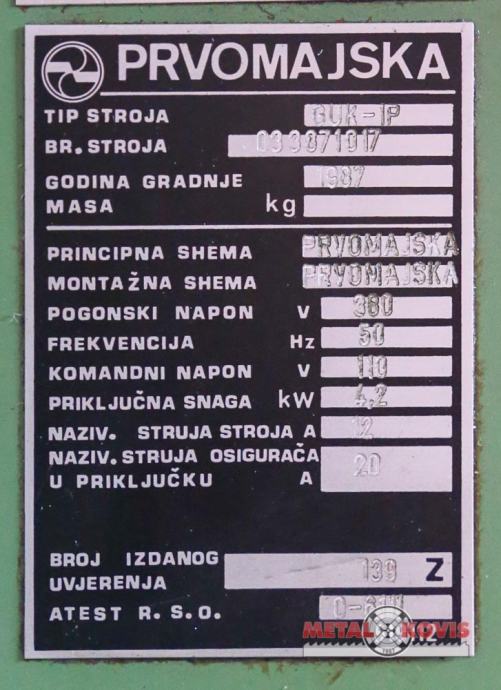 PRVOMAJSKA
TIP STROJA GUK-1P
BR. STROJA 033871017
GODINA GRADNJE 1987
MASA kg
PRINCIPNA SHEMA PRVOMAJSKA
MONTAŽNA SHEMA PRVOMAJSKA
POGONSKI NAPON V 380
FREKVENCIJA Hz 50
KOMANDNI NAPON V 110
PRIKLJUČNA SNAGA kW 4,2
NAZIV. STRUJA STROJA A 12
NAZIV. STRUJA OSIGURAČA
U PRIKLJUČKU A 20
BROJ IZDANOG
UVJERENJA 139 Z
ATEST R.S.O.
METAL KOVIS